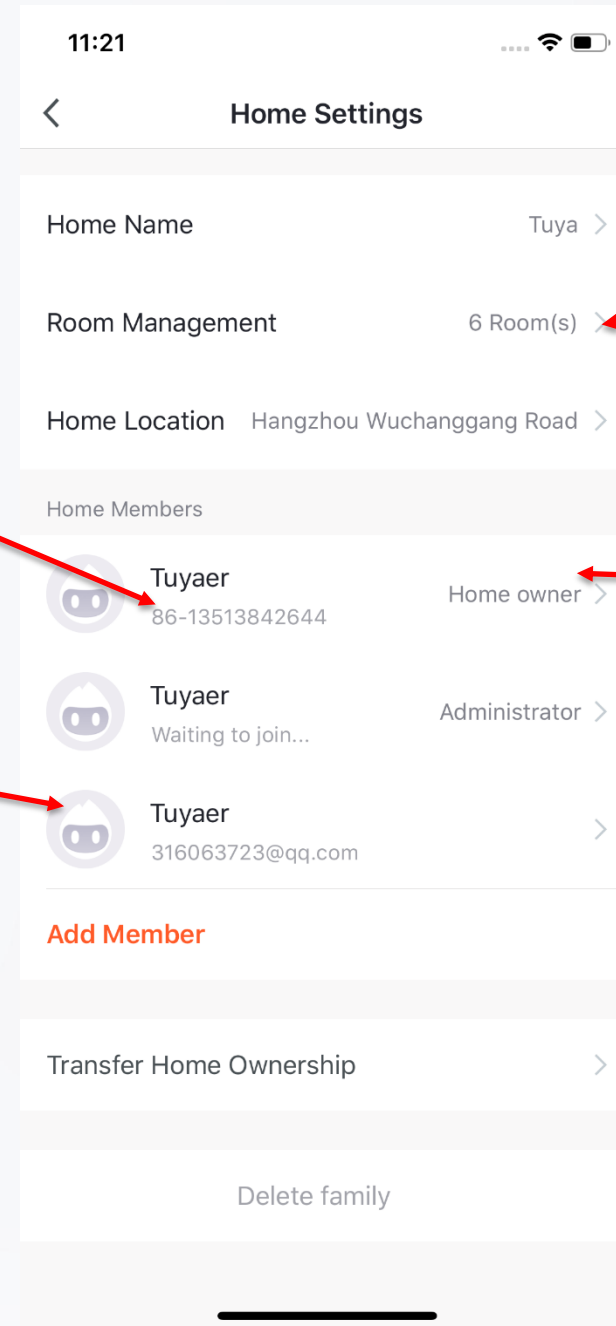 11:21
Home Settings
Home Name Tuya
Room Management 6 Room(s)
Home Location Hangzhou Wuchanggang Road
Home Members
Tuyaer
86-13513842644
Home owner
Tuyaer
Waiting to join...
Administrator
Tuyaer
316063723@qq.com
Add Member
Transfer Home Ownership
Delete family